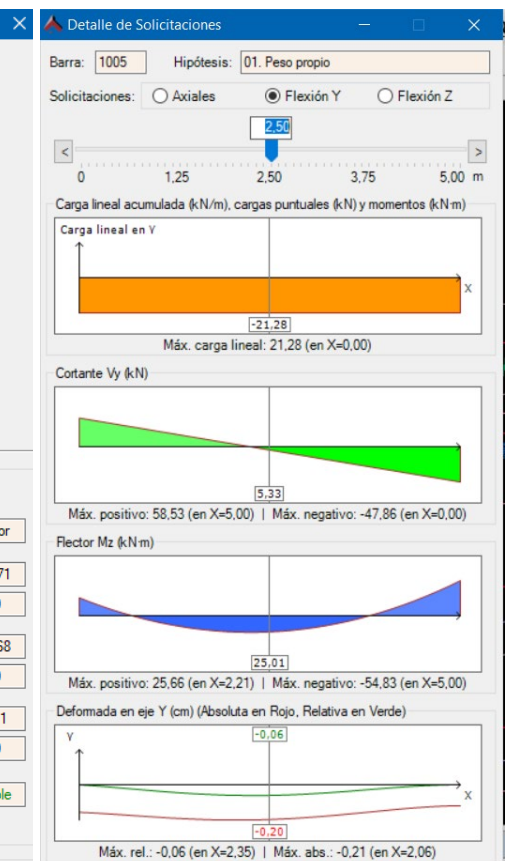 Detalle de Solicitaciones
Barra: 1005 Hipótesis: 01. Peso propio
Solicitaciones: Axiales Flexión Y Flexión Z
2,50
< >
0 1,25 2,50 3,75 5,00 m
Carga lineal acumulada (kN/m), cargas puntuales (kN) y momentos (kN·m)
Carga lineal en Y
X
-21,28
Máx. carga lineal: 21,28 (en X=0,00)
Cortante Vy (kN)
5,33
Máx. positivo: 58,53 (en X=5,00) | Máx. negativo: -47,86 (en X=0,00)
Flector Mz (kN·m)
25,01
Máx. positivo: 25,66 (en X=2,21) | Máx. negativo: -54,83 (en X=5,00)
Deformada en eje Y (cm) (Absoluta en Rojo, Relativa en Verde)
Y
-0,06
X
-0,20
Máx. rel.: -0,06 (en X=2,35) | Máx. abs.: -0,21 (en X=2,06)